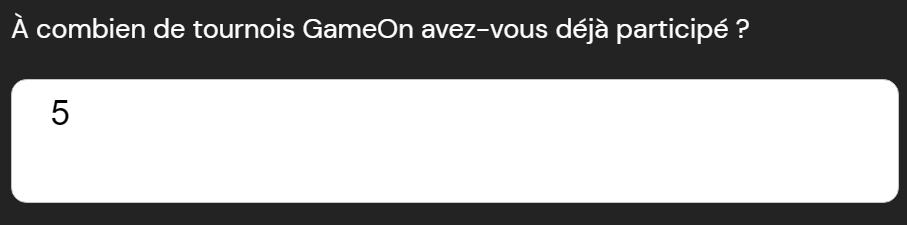 À combien de tournois GameOn avez-vous déjà participé ?
5